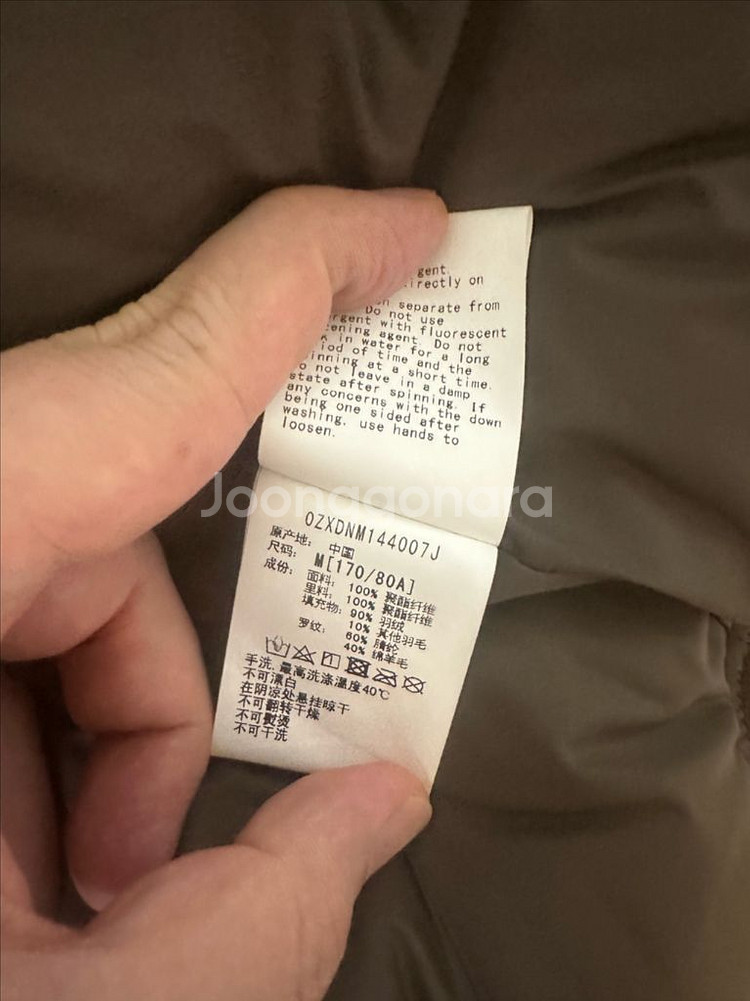 gent.
irectly on
separate from
Do not use
rgent with fluorescent
ening agent. Do not
in water for a long
iod of time and the
inning at a short time.
o not leave in a damp
state after spinning. If
any concerns with the down
being one sided after
washing, use hands to
loosen.
Joonggonara
OZXDNM144007J
原产地: 中国
尺码: M[170/80A]
成份: 面料: 100% 聚酯纤维
里料: 100% 聚酯纤维
填充物: 90% 羽绒
10% 其他羽毛
罗纹: 60% 腈纶
40% 绵羊毛
手洗,最高洗涤温度40℃
不可漂白
在阴凉处悬挂晾干
不可翻转干燥
不可熨烫
不可干洗